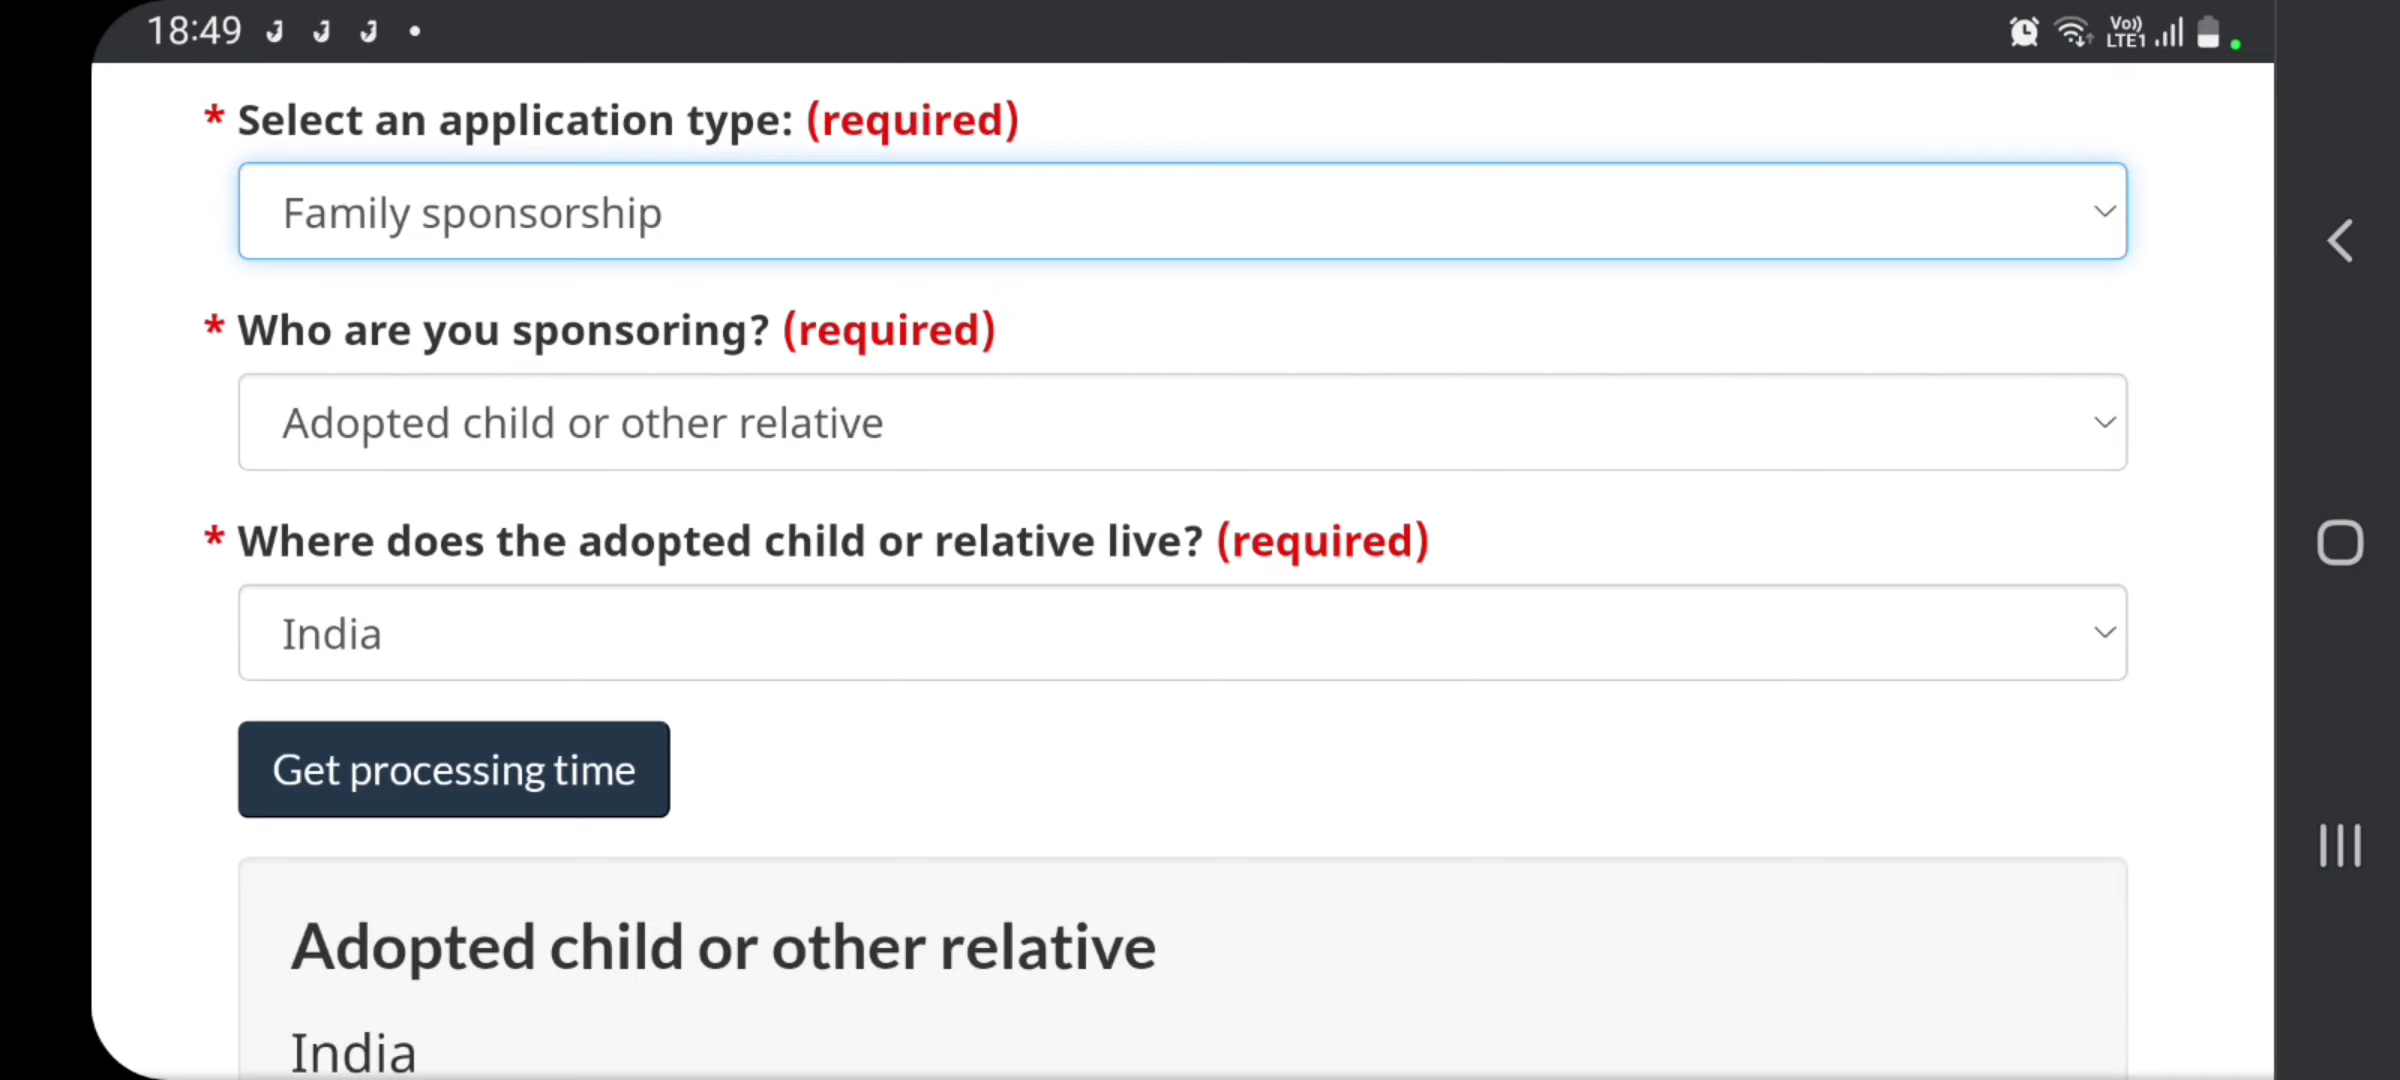 18:49
Vo))
LTE1
* Select an application type: (required)
Family sponsorship
* Who are you sponsoring? (required)
Adopted child or other relative
* Where does the adopted child or relative live? (required)
India
Get processing time
Adopted child or other relative
India